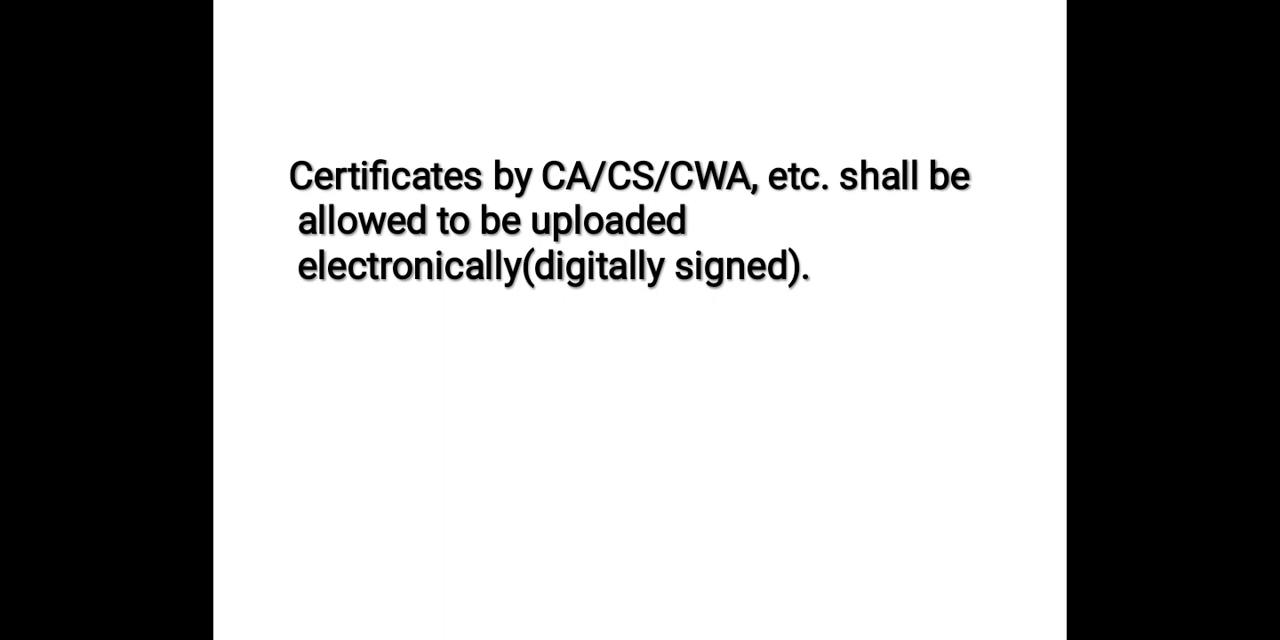 Certificates by CA/CS/CWA, etc. shall be
allowed to be uploaded
electronically(digitally signed).